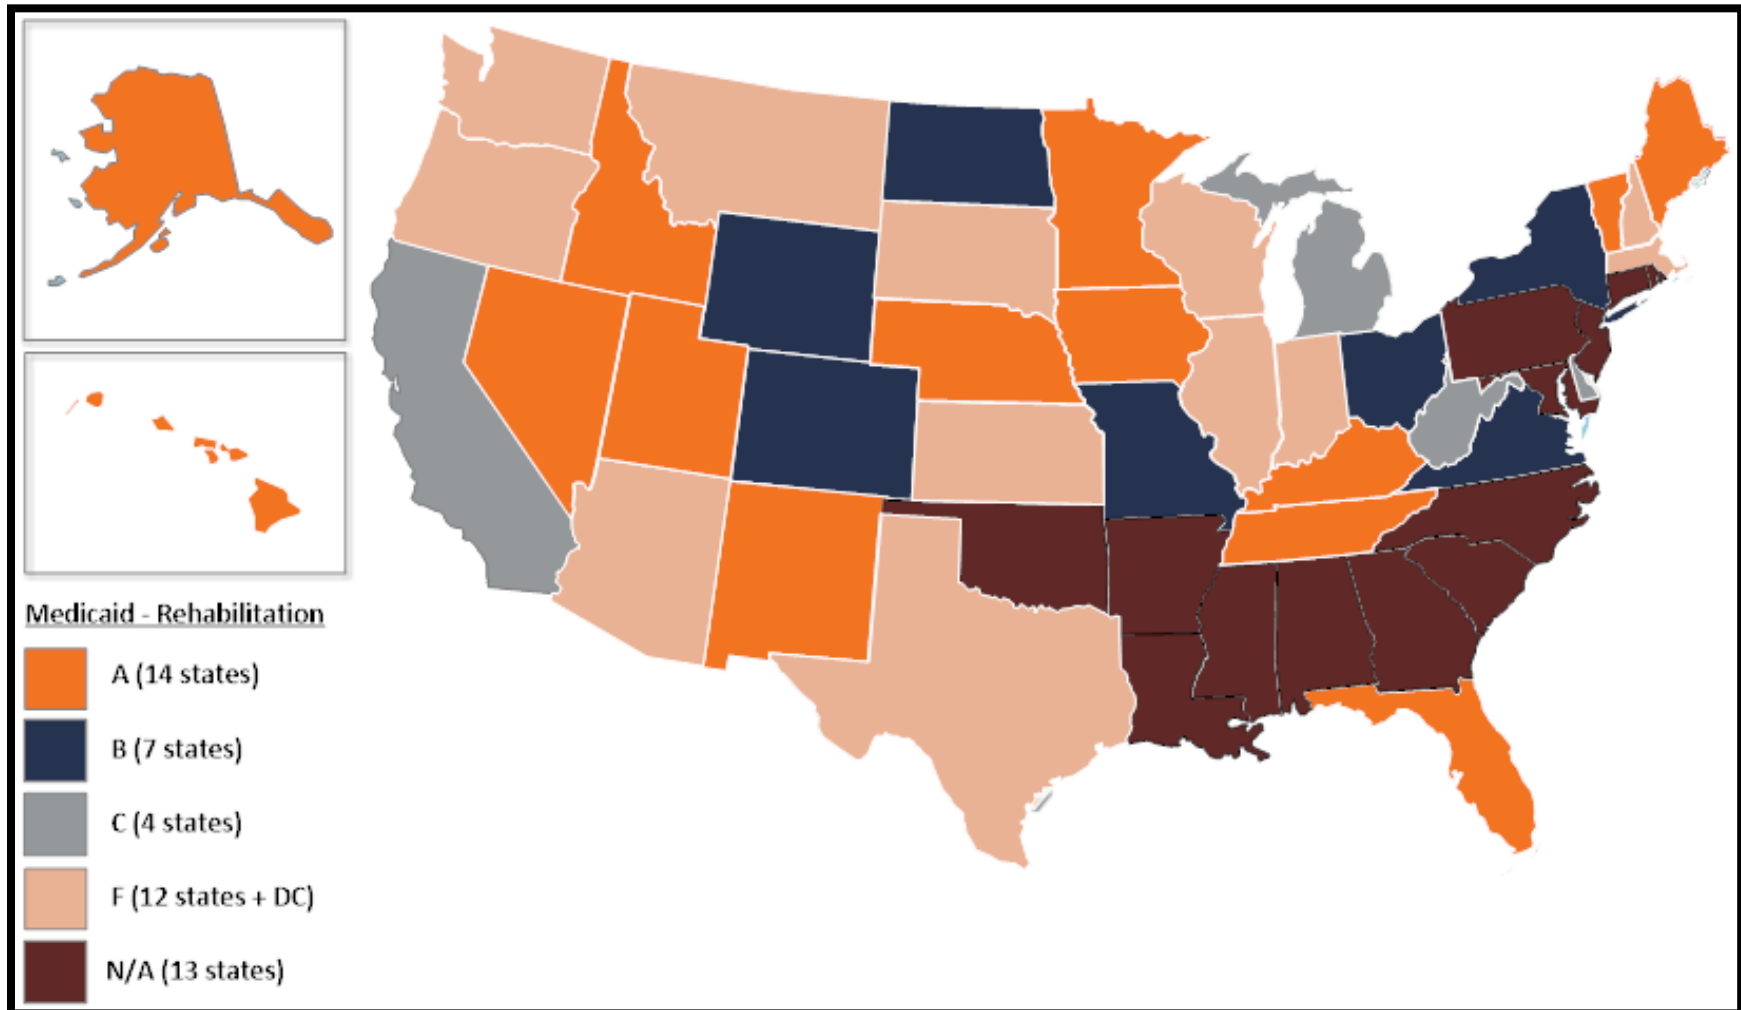 Medicaid - Rehabilitation
A (14 states)
B (7 states)
C (4 states)
F (12 states + DC)
N/A (13 states)